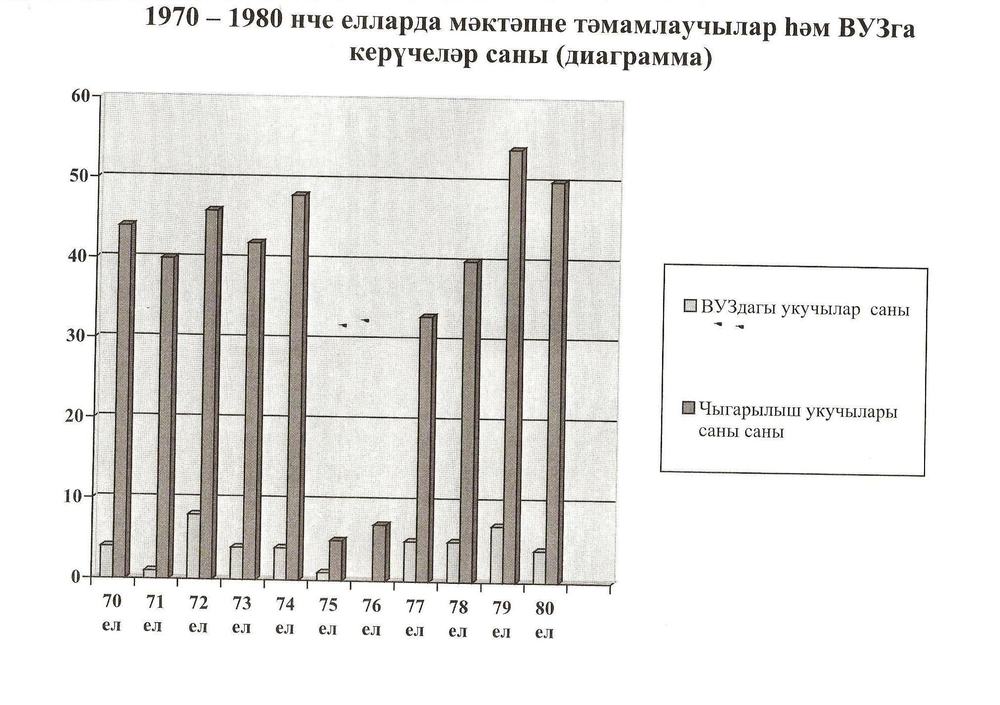 1970 – 1980 нче елларда мәктәпне тәмамлаучылар һәм ВУЗга
керүчеләр саны (диаграмма)
60
50
40
30
20
10
0
70 71 72 73 74 75 76 77 78 79 80
ел ел ел ел ел ел ел ел ел ел ел
ВУЗдагы укучылар саны
Чыгарылыш укучылары
саны саны